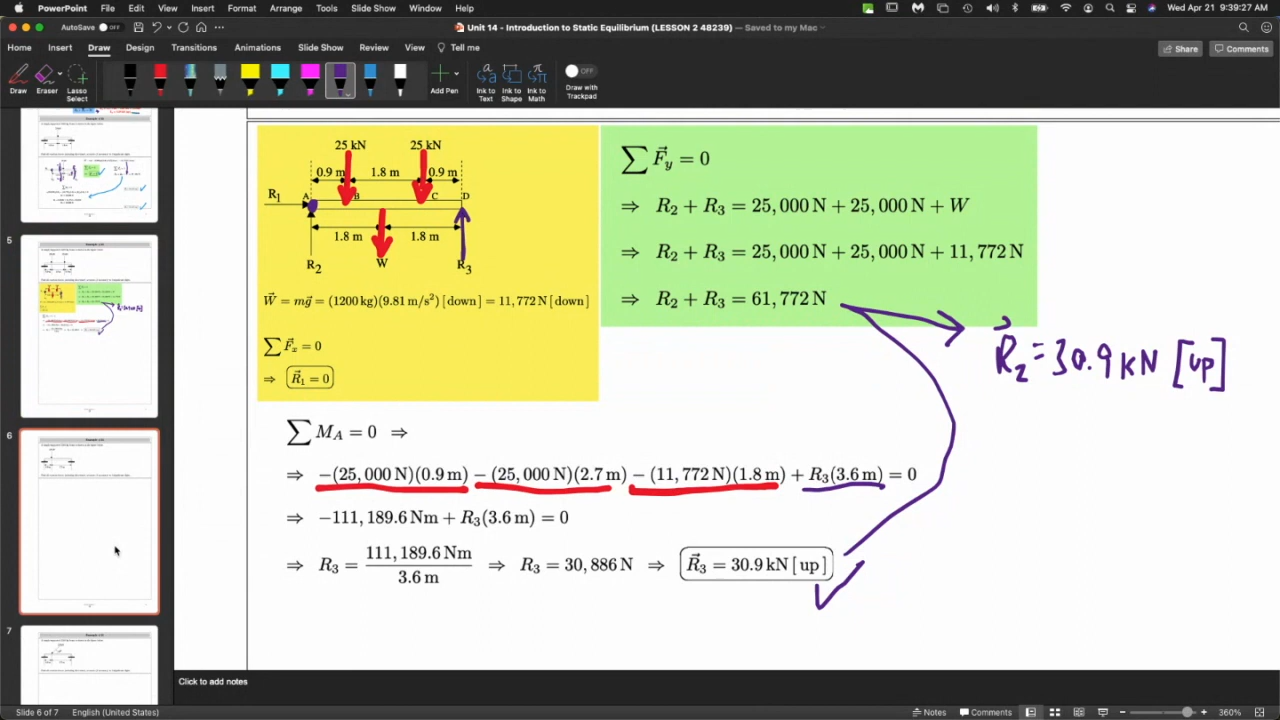 PowerPoint File Edit View Insert Format Arrange Tools Slide Show Window Help Wed Apr 21 9:39:27 AM
AutoSave OFF Unit 14 - Introduction to Static Equilibrium (LESSON 2 48239) — Saved to my Mac
Home Insert Draw Design Transitions Animations Slide Show Review View Tell me Share Comments
Draw Eraser Lasso Select Add Pen Ink to Text Ink to Shape Ink to Math OFF Draw with Trackpad
5
6
7
25 kN 25 kN
0.9 m 1.8 m 0.9 m
R₁ A B C D
1.8 m 1.8 m
R₂ W R₃
W⃗ = mg⃗ = (1200 kg)(9.81 m/s²) [down] = 11,772 N [down]
∑ F⃗ₓ = 0
⇒ R⃗₁ = 0
∑ F⃗ᵧ = 0
⇒ R₂ + R₃ = 25,000 N + 25,000 N + W
⇒ R₂ + R₃ = 25,000 N + 25,000 N + 11,772 N
⇒ R₂ + R₃ = 61,772 N
R⃗₂ = 30.9 kN [up]
∑ M_A = 0 ⇒
⇒ −(25,000 N)(0.9 m) − (25,000 N)(2.7 m) − (11,772 N)(1.8 m) + R₃(3.6 m) = 0
⇒ −111,189.6 Nm + R₃(3.6 m) = 0
⇒ R₃ = 111,189.6 Nm / 3.6 m ⇒ R₃ = 30,886 N ⇒ R⃗₃ = 30.9 kN [up]
Click to add notes
Slide 6 of 7 English (United States) Notes Comments 360%